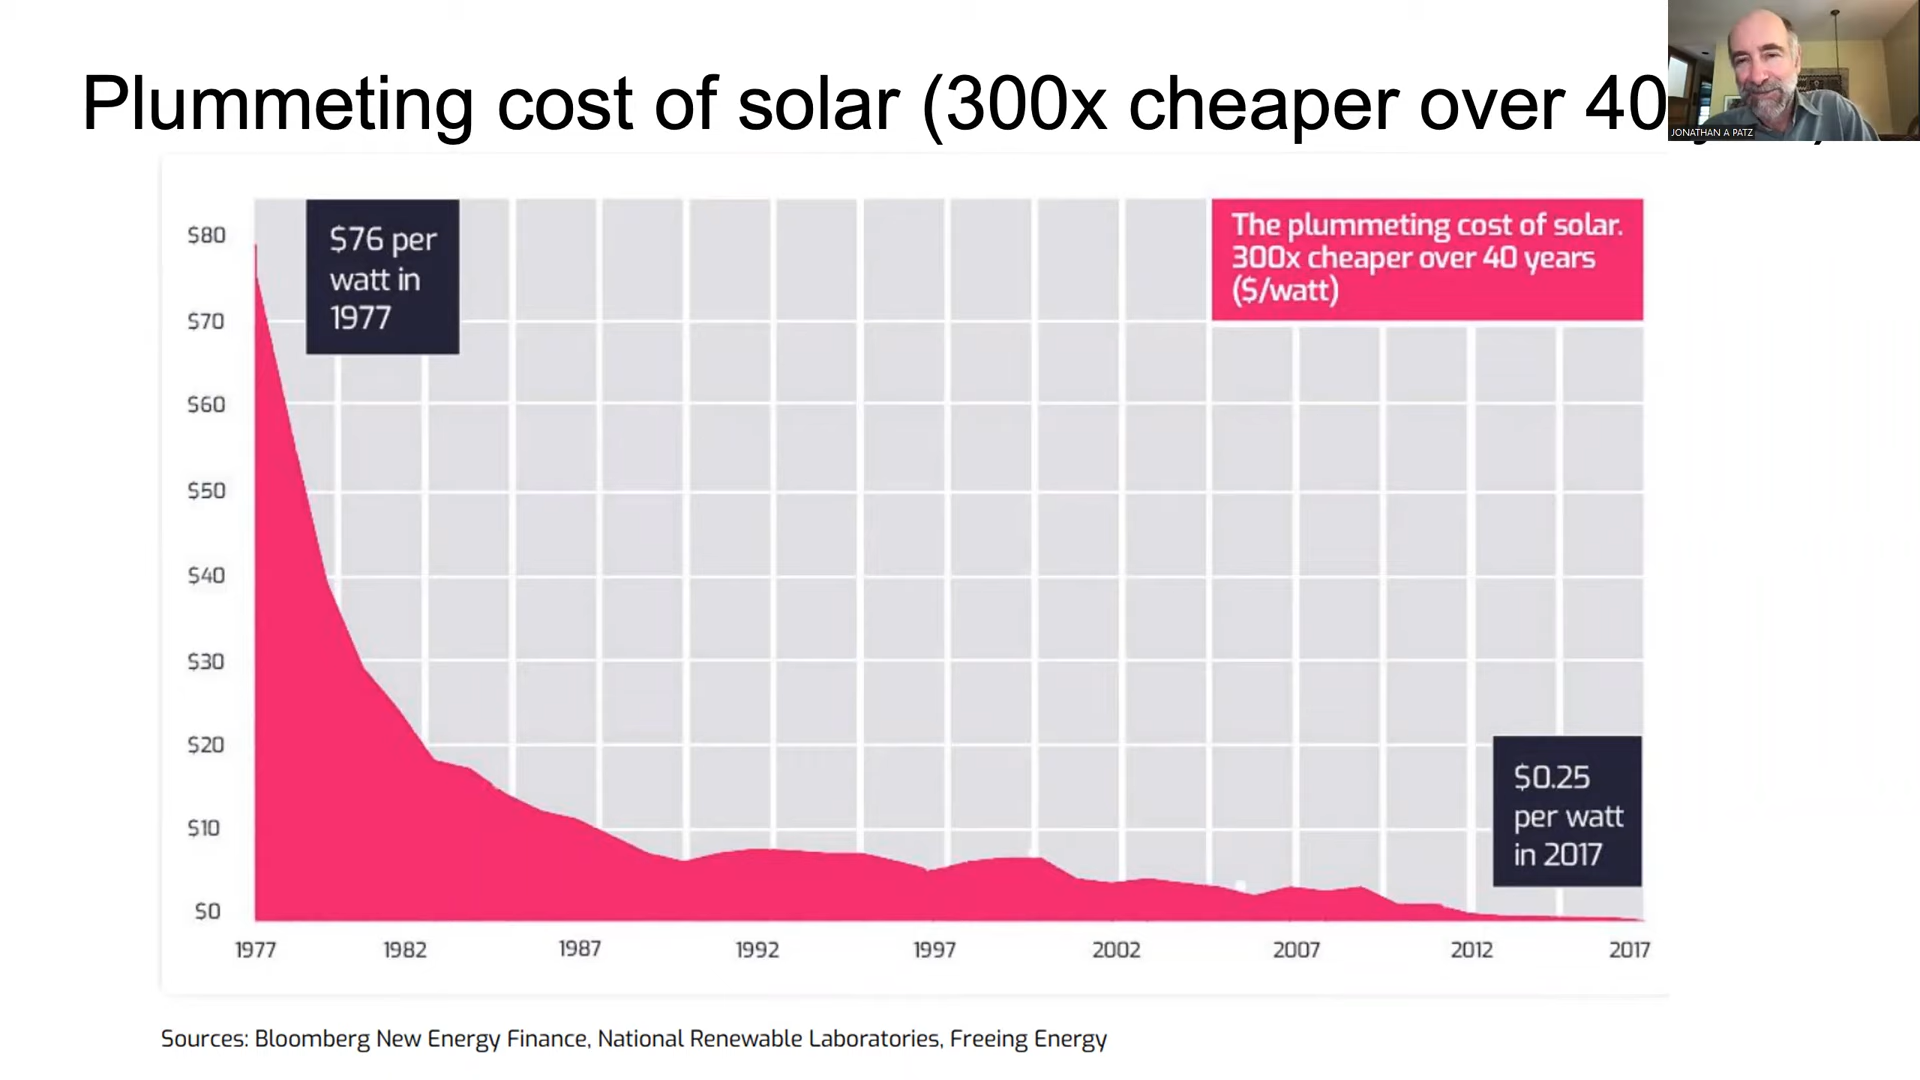 Plummeting cost of solar (300x cheaper over 40
JONATHAN A PATZ
The plummeting cost of solar.
300x cheaper over 40 years
($/watt)
$76 per
watt in
1977
$80
$70
$60
$50
$40
$30
$20
$10
$0
$0.25
per watt
in 2017
1977 1982 1987 1992 1997 2002 2007 2012 2017
Sources: Bloomberg New Energy Finance, National Renewable Laboratories, Freeing Energy